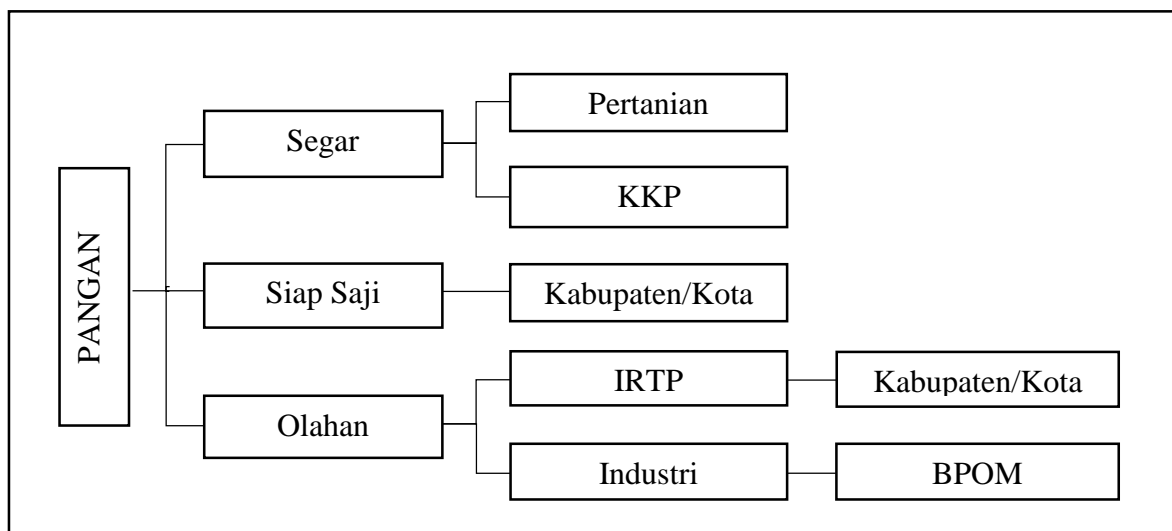 PANGAN
Segar
Pertanian
KKP
Siap Saji
Kabupaten/Kota
Olahan
IRTP
Kabupaten/Kota
Industri
BPOM